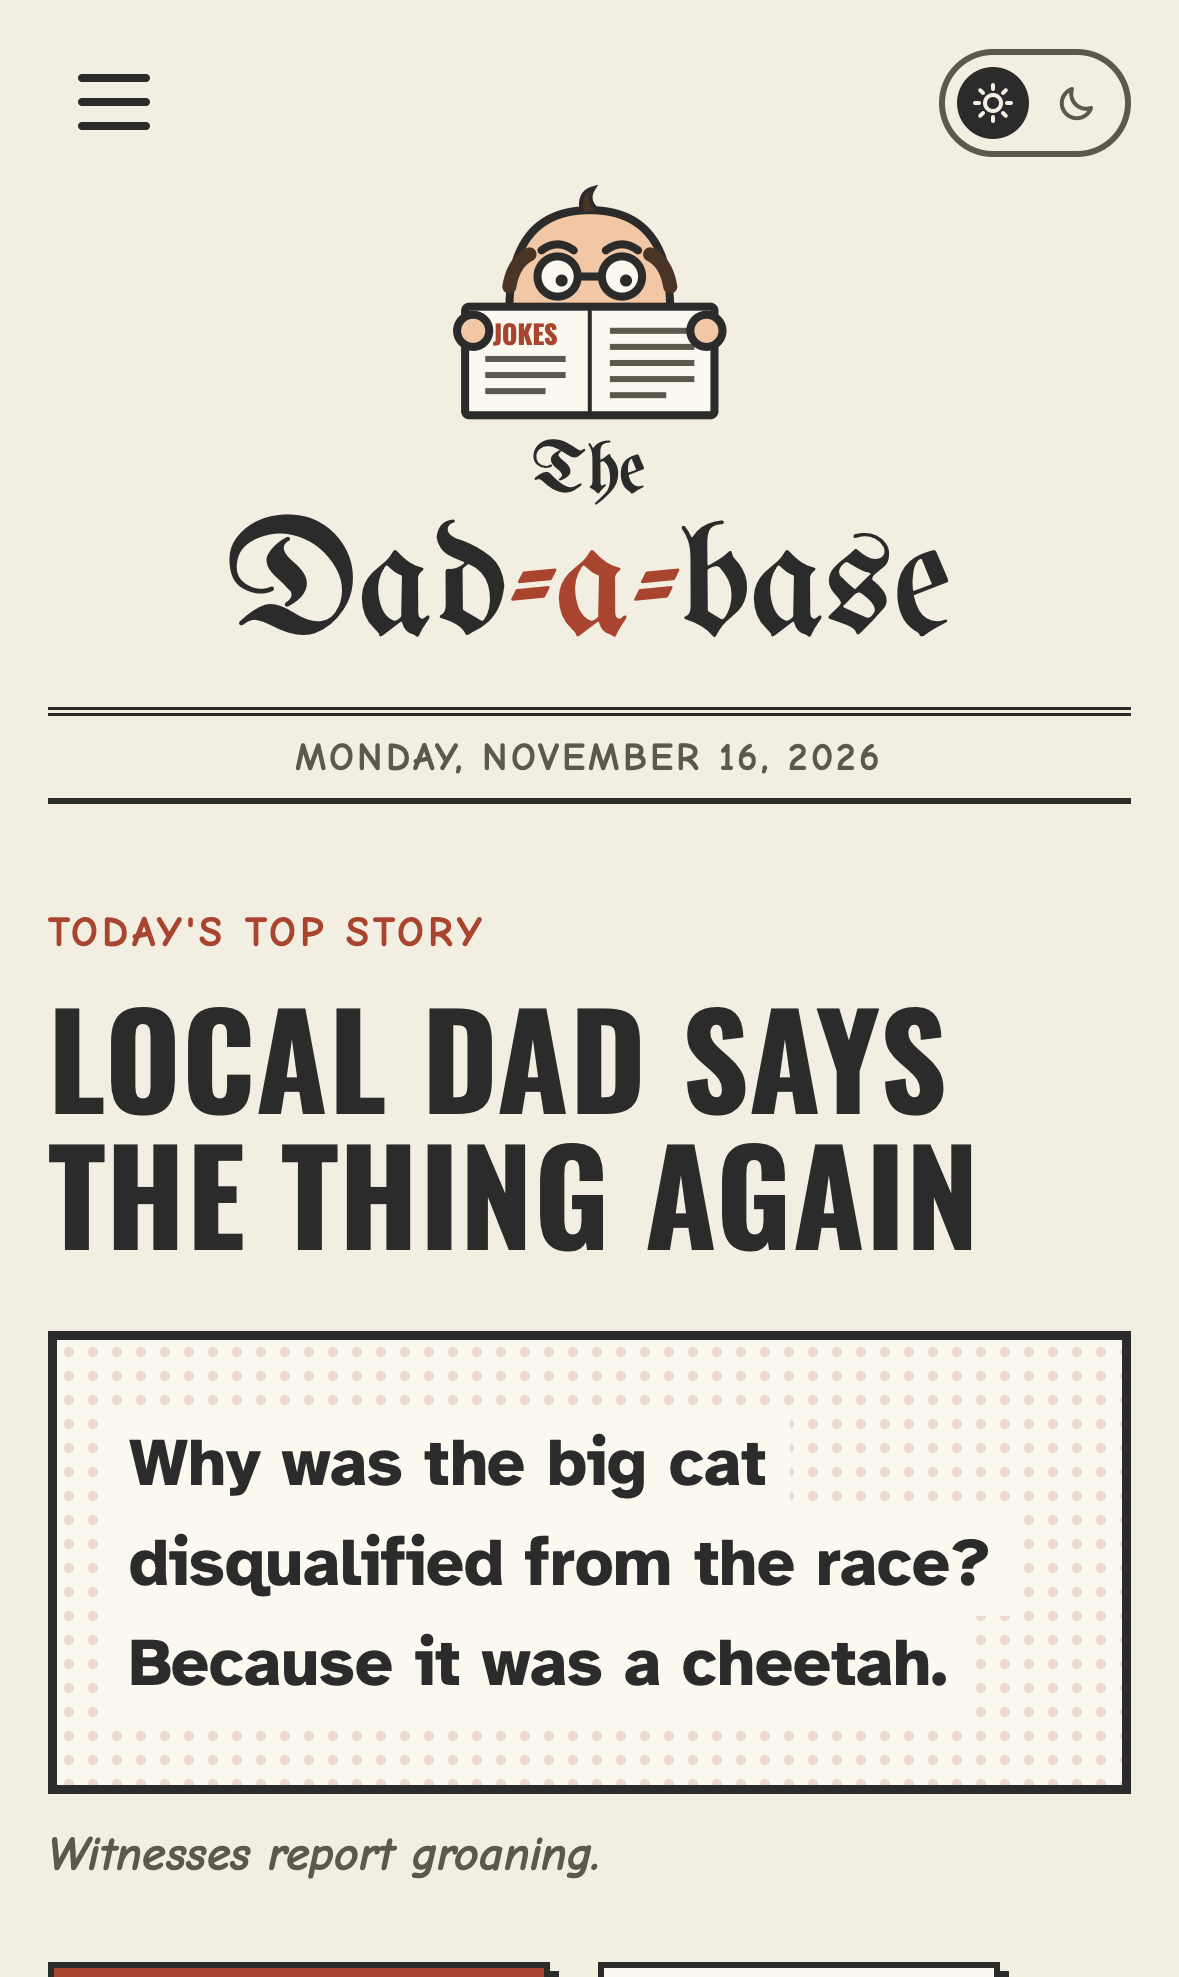 JOKES
The
Dad-a-base
MONDAY, NOVEMBER 16, 2026
TODAY'S TOP STORY
LOCAL DAD SAYS
THE THING AGAIN
Why was the big cat
disqualified from the race?
Because it was a cheetah.
Witnesses report groaning.